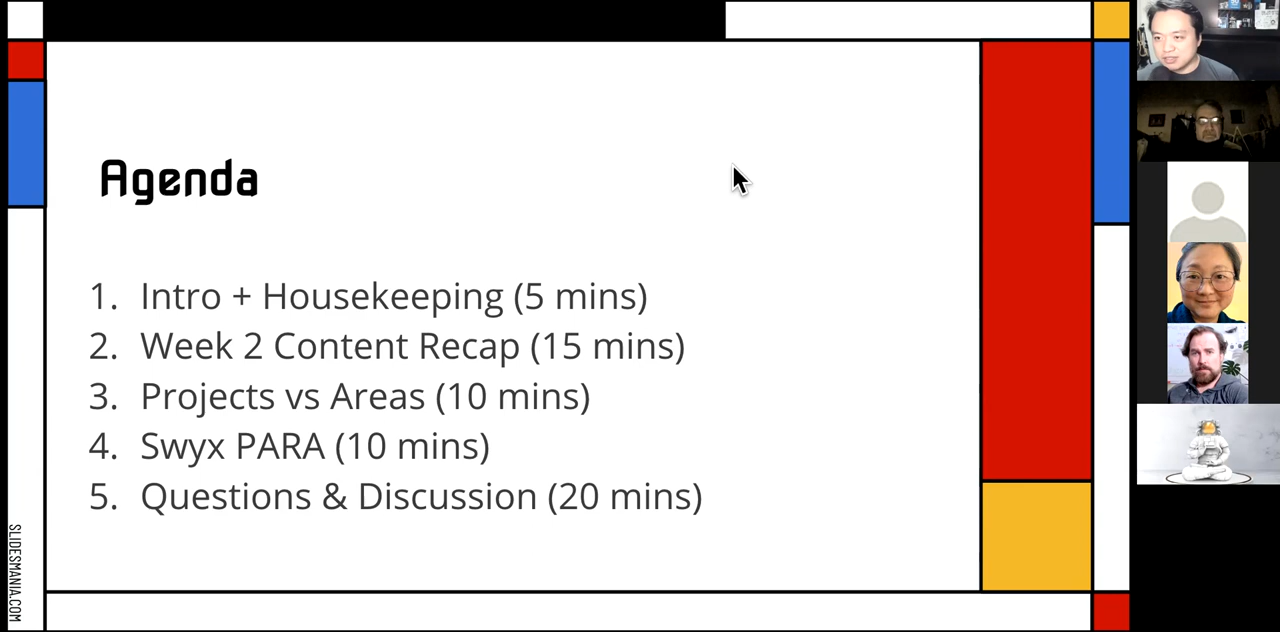 Agenda
1. Intro + Housekeeping (5 mins)
2. Week 2 Content Recap (15 mins)
3. Projects vs Areas (10 mins)
4. Swyx PARA (10 mins)
5. Questions & Discussion (20 mins)
SLIDESMANIA.COM